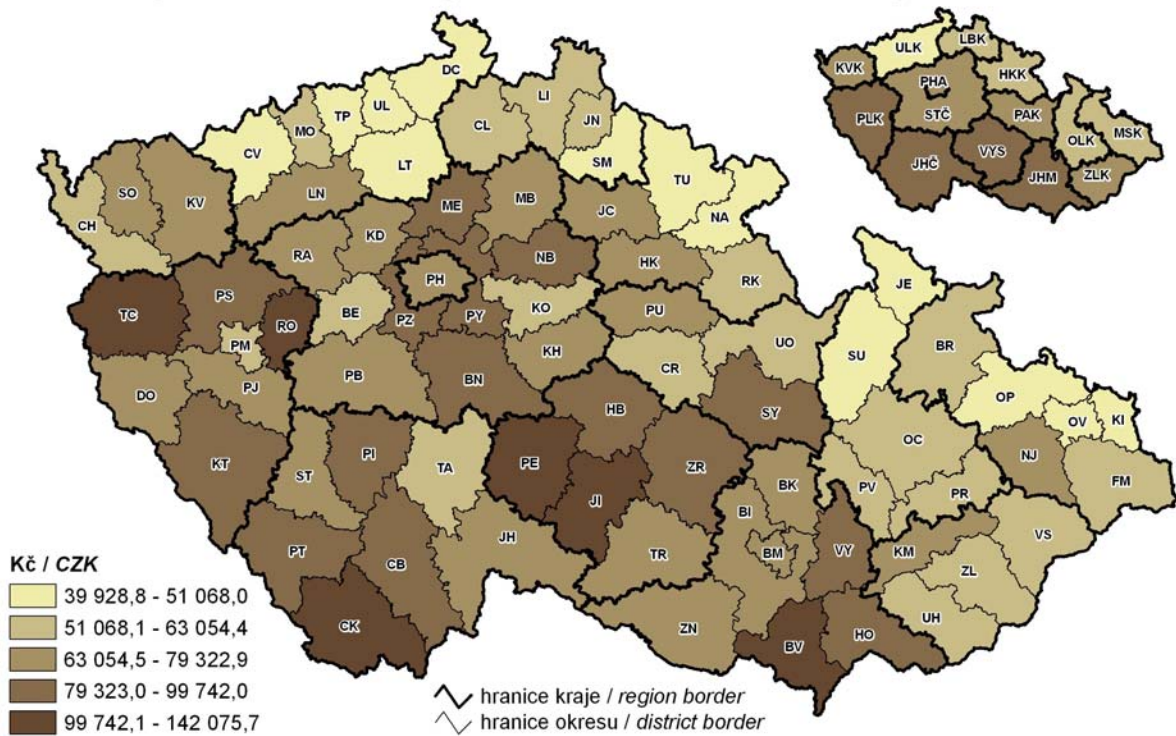 DC
LI
UL
TP
JN
CL
MO
LT
CV
SM
TU
SO
LN
ME
MB
JC
NA
CH
KV
KD
RA
NB
HK
RK
JE
PH
TC
PS
RO
BE
PZ
PY
KO
PU
PM
UO
SU
BR
DO
PJ
PB
BN
KH
CR
OP
OV
KI
HB
SY
KT
PI
TA
PE
ZR
OC
NJ
FM
ST
JI
BK
PV
PR
BI
JH
TR
BM
VY
KM
VS
PT
CB
ZL
CK
ZN
UH
BV
HO
ULK
LBK
KVK
HKK
PHA
STČ
PLK
PAK
OLK
MSK
VYS
JHČ
JHM
ZLK
Kč / CZK
39 928,8 - 51 068,0
51 068,1 - 63 054,4
63 054,5 - 79 322,9
79 323,0 - 99 742,0
99 742,1 - 142 075,7
hranice kraje / region border
hranice okresu / district border